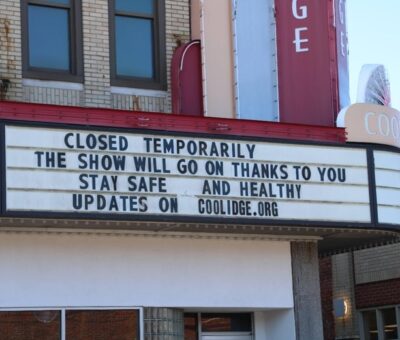 GE
GE
COO
CLOSED TEMPORARILY
THE SHOW WILL GO ON THANKS TO YOU
STAY SAFE AND HEALTHY
UPDATES ON COOLIDGE.ORG